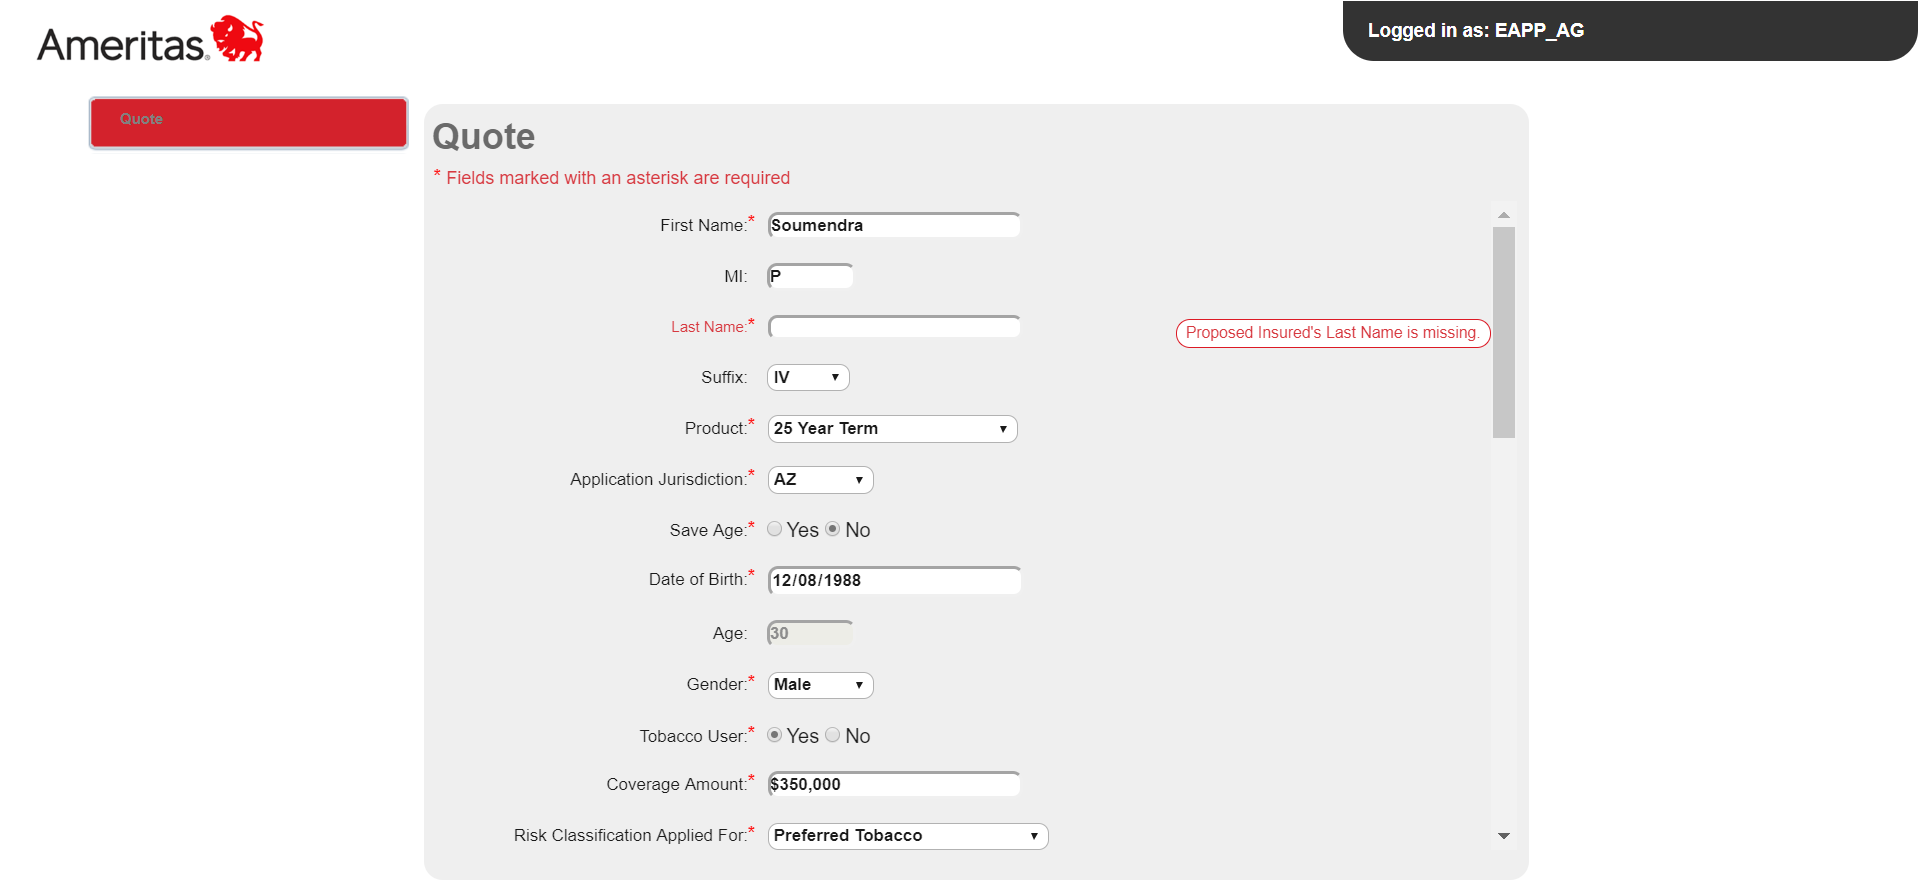 Ameritas®
Logged in as: EAPP_AG
Quote
Quote
* Fields marked with an asterisk are required
First Name:* Soumendra
MI: P
Last Name:* Proposed Insured's Last Name is missing.
Suffix: IV
Product:* 25 Year Term
Application Jurisdiction:* AZ
Save Age:* Yes No
Date of Birth:* 12/08/1988
Age: 30
Gender:* Male
Tobacco User:* Yes No
Coverage Amount:* $350,000
Risk Classification Applied For:* Preferred Tobacco